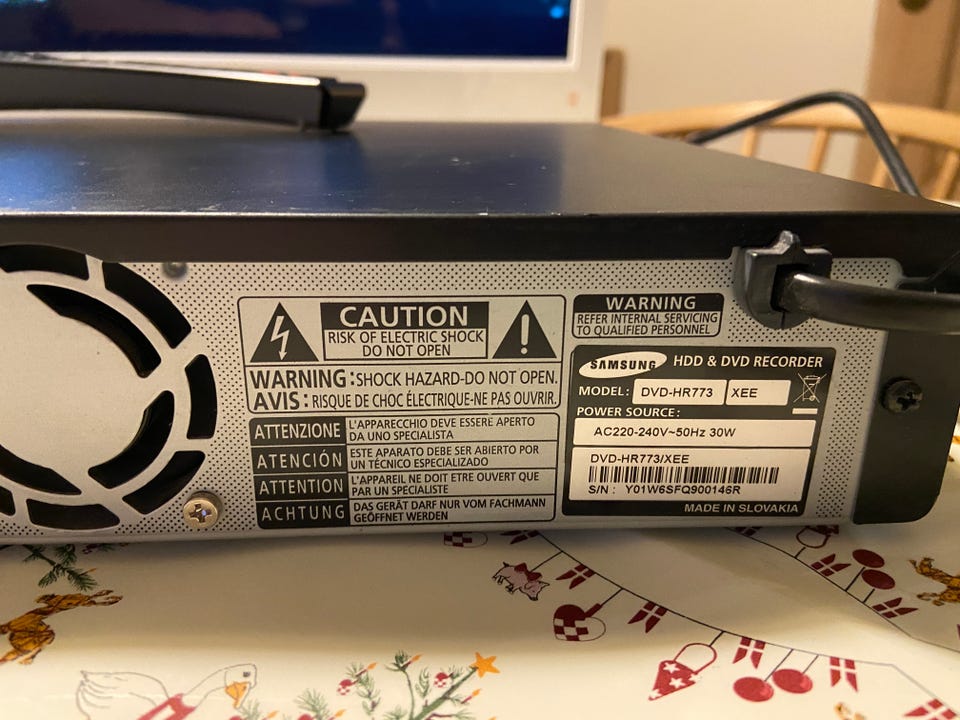 CAUTION
RISK OF ELECTRIC SHOCK
DO NOT OPEN
WARNING : SHOCK HAZARD-DO NOT OPEN.
AVIS : RISQUE DE CHOC ÉLECTRIQUE-NE PAS OUVRIR.
ATTENZIONE L'APPARECCHIO DEVE ESSERE APERTO
DA UNO SPECIALISTA
ATENCIÓN ESTE APARATO DEBE SER ABIERTO POR
UN TÉCNICO ESPECIALIZADO
ATTENTION L'APPAREIL NE DOIT ETRE OUVERT QUE
PAR UN SPECIALISTE
ACHTUNG DAS GERÄT DARF NUR VOM FACHMANN
GEÖFFNET WERDEN
WARNING
REFER INTERNAL SERVICING
TO QUALIFIED PERSONNEL
SAMSUNG HDD & DVD RECORDER
MODEL: DVD-HR773 XEE
POWER SOURCE:
AC220-240V~50Hz 30W
DVD-HR773/XEE
S/N : Y01W6SFQ900146R
MADE IN SLOVAKIA